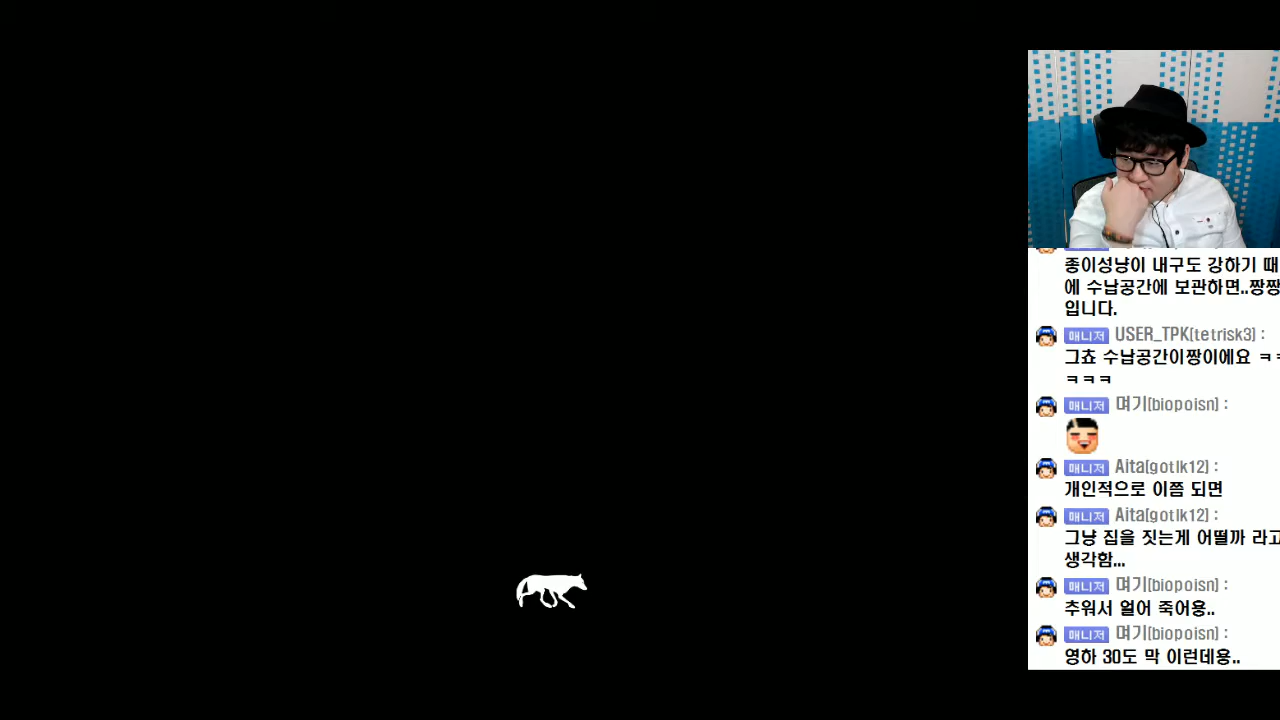 종이성냥이 내구도 강하기 때
에 수납공간에 보관하면..짱짱
입니다.
매니저 USER_TPK[tetrisk3] :
그쵸 수납공간이짱이에요 ㅋㅋ
ㅋㅋㅋ
매니저 며기[biopoisn] :
매니저 Aita[gotlk12] :
개인적으로 이쯤 되면
매니저 Aita[gotlk12] :
그냥 집을 짓는게 어떨까 라고
생각함...
매니저 며기[biopoisn] :
추워서 얼어 죽어용..
매니저 며기[biopoisn] :
영하 30도 막 이런데용..